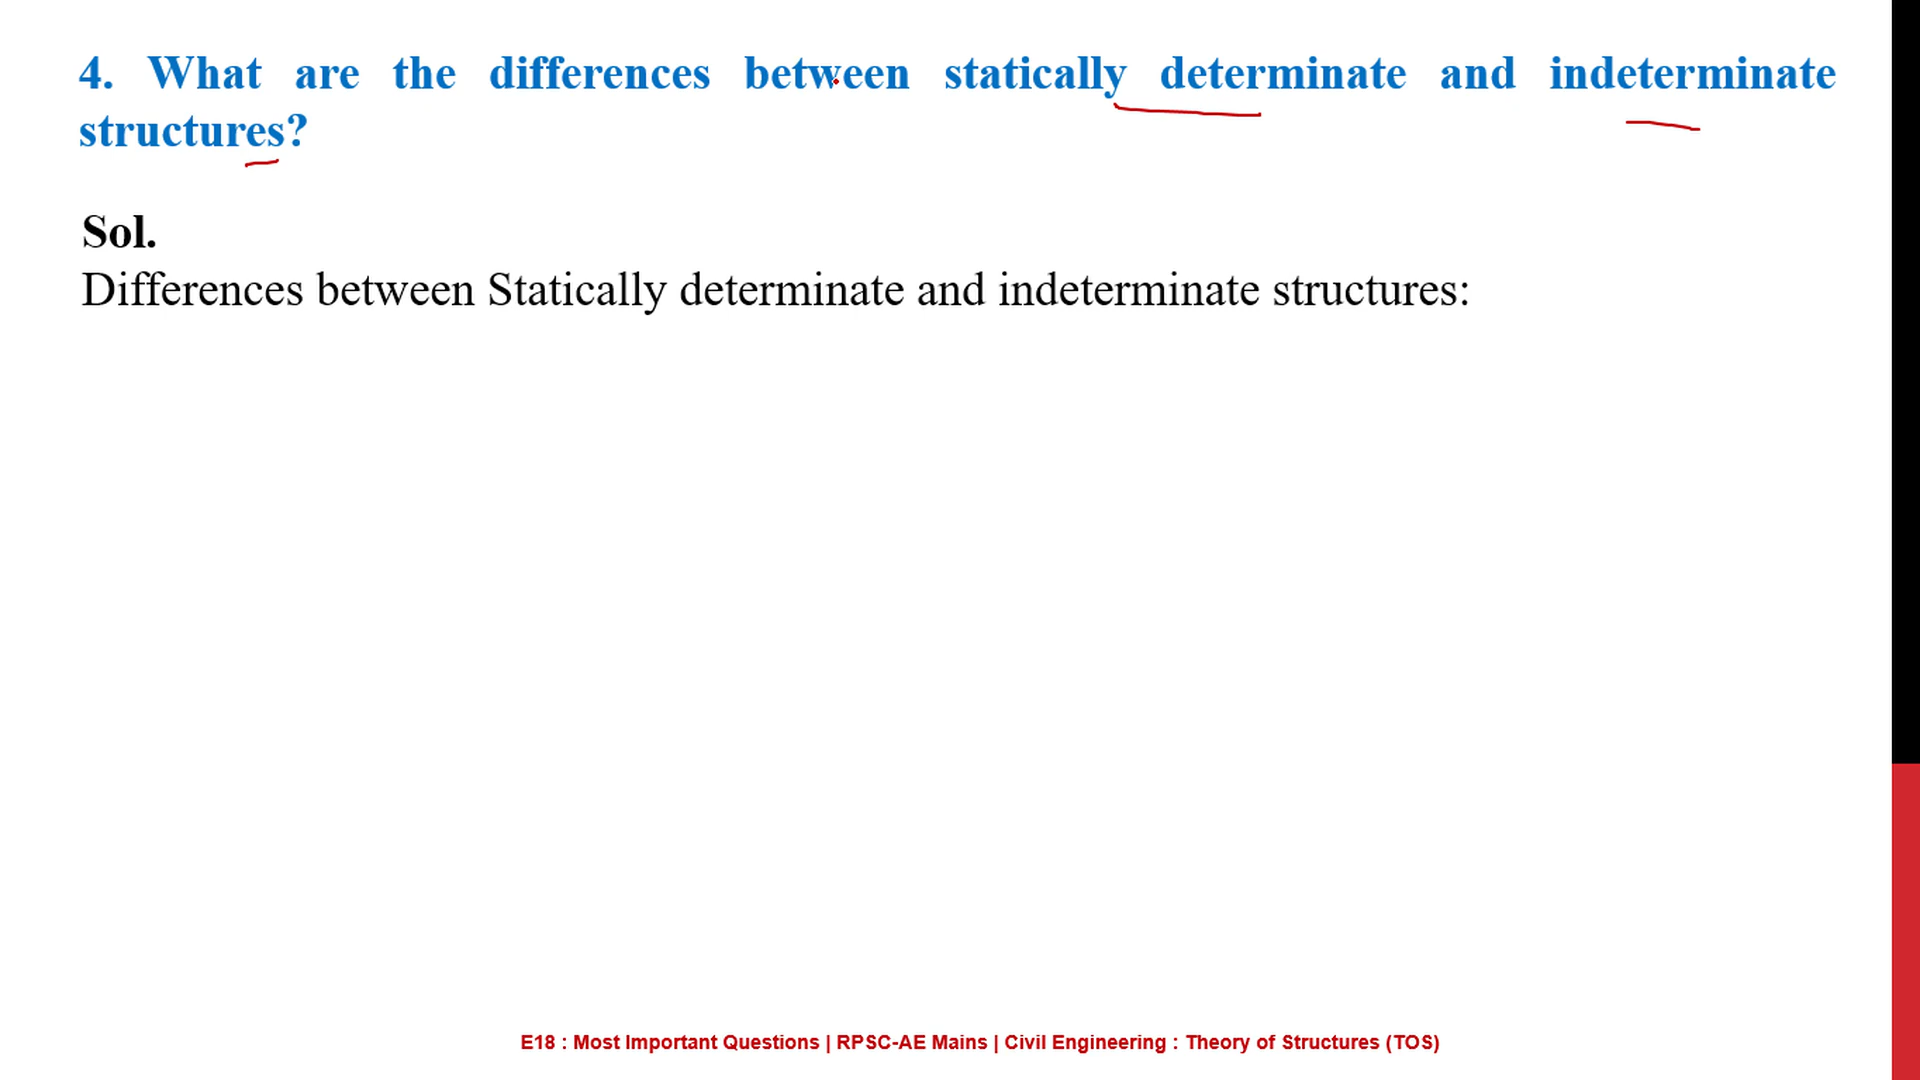 4. What are the differences between statically determinate and indeterminate
structures?
Sol.
Differences between Statically determinate and indeterminate structures:
E18 : Most Important Questions | RPSC-AE Mains | Civil Engineering : Theory of Structures (TOS)